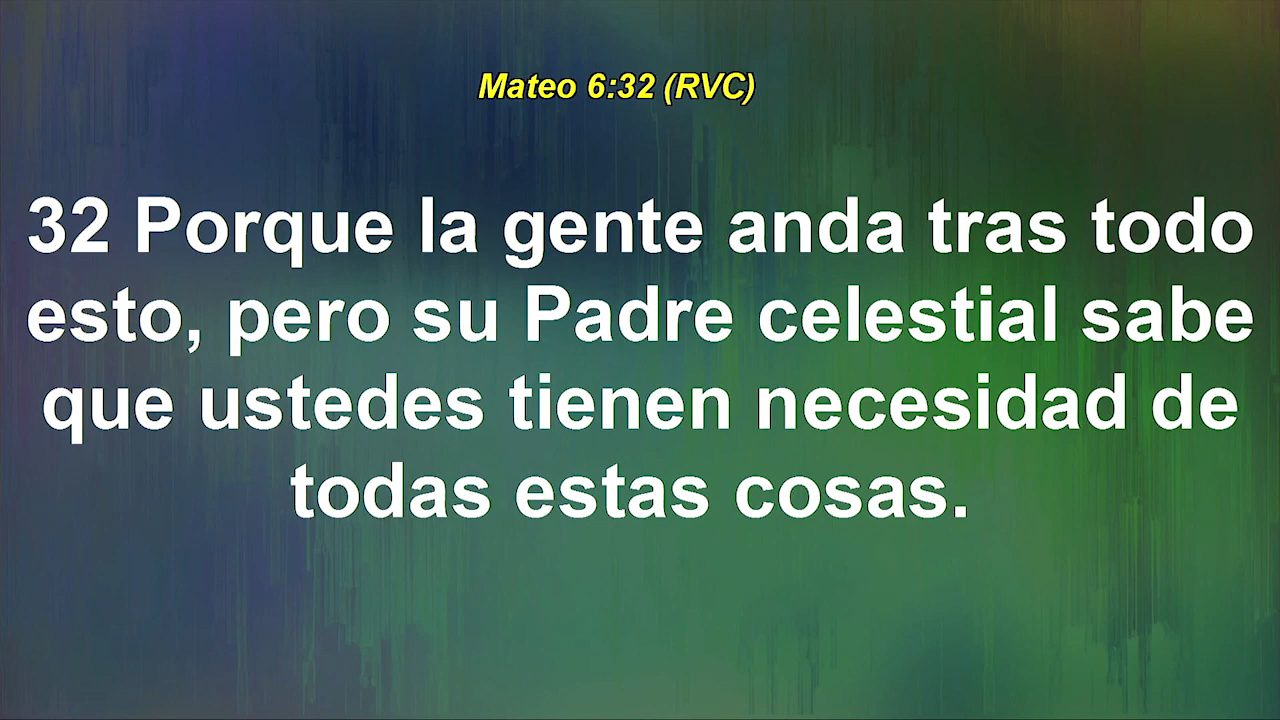 Mateo 6:32 (RVC)
32 Porque la gente anda tras todo
esto, pero su Padre celestial sabe
que ustedes tienen necesidad de
todas estas cosas.